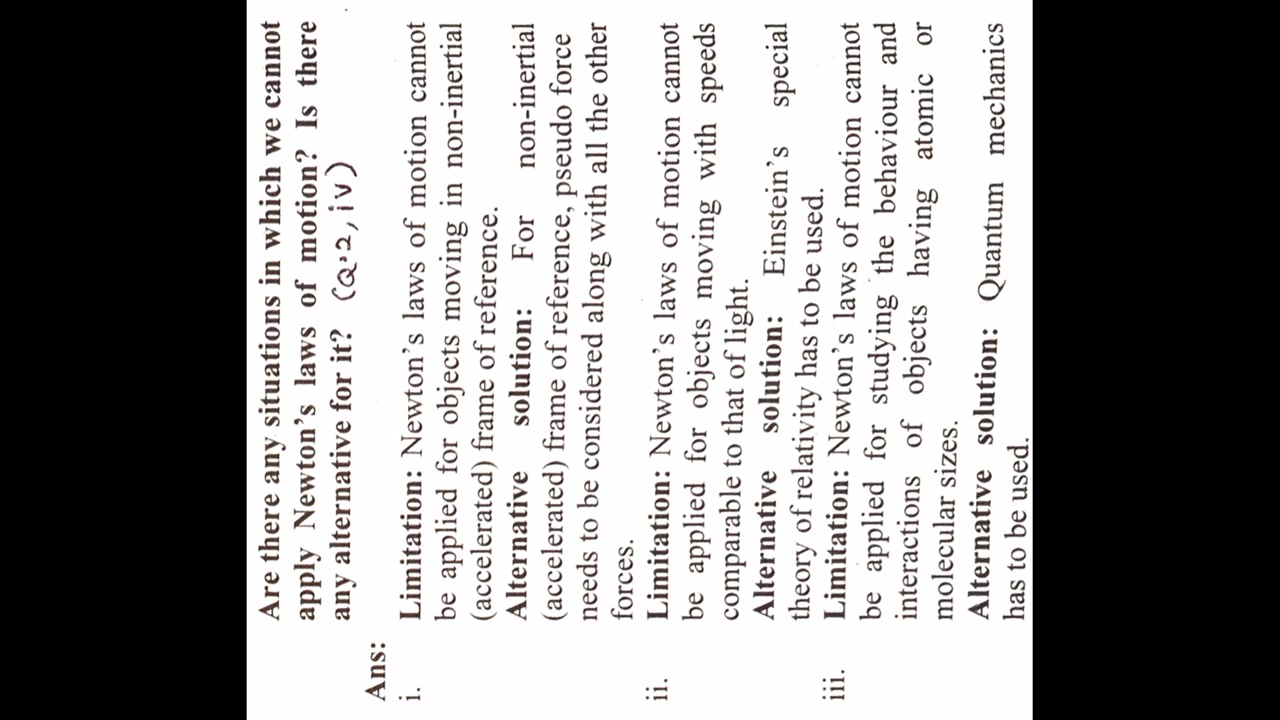 Are there any situations in which we cannot
apply Newton's laws of motion? Is there
any alternative for it? (Q.2, iv)
Ans:
i. Limitation: Newton's laws of motion cannot
be applied for objects moving in non-inertial
(accelerated) frame of reference.
Alternative solution: For non-inertial
(accelerated) frame of reference, pseudo force
needs to be considered along with all the other
forces.
ii. Limitation: Newton's laws of motion cannot
be applied for objects moving with speeds
comparable to that of light.
Alternative solution: Einstein's special
theory of relativity has to be used.
iii. Limitation: Newton's laws of motion cannot
be applied for studying the behaviour and
interactions of objects having atomic or
molecular sizes.
Alternative solution: Quantum mechanics
has to be used.